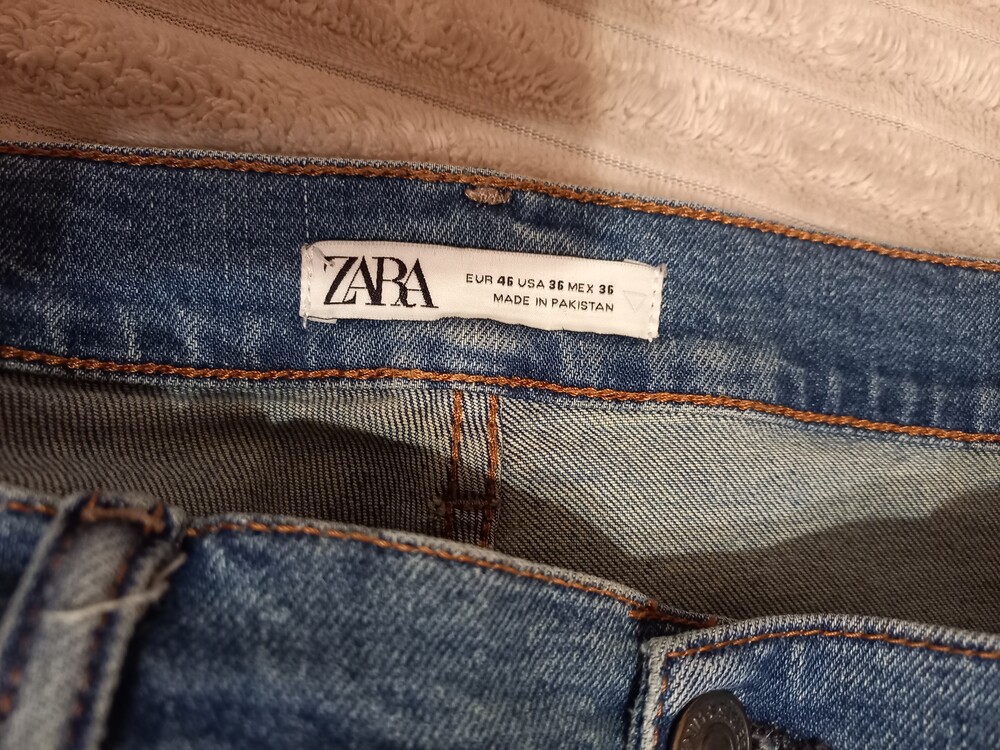 ZARA
EUR 46 USA 36 MEX 36
MADE IN PAKISTAN